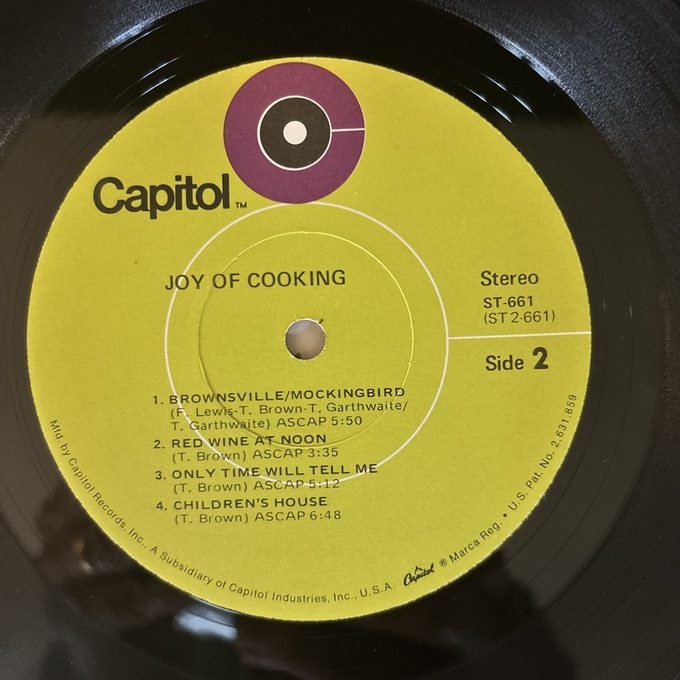 Capitol TM
JOY OF COOKING
Stereo
ST-661
(ST 2-661)
Side 2
1. BROWNSVILLE/MOCKINGBIRD
(F. Lewis-T. Brown-T. Garthwaite/
T. Garthwaite) ASCAP 5:50
2. RED WINE AT NOON
(T. Brown) ASCAP 3:35
3. ONLY TIME WILL TELL ME
(T. Brown) ASCAP 5:12
4. CHILDREN'S HOUSE
(T. Brown) ASCAP 6:48
Mfd. by Capitol Records, Inc., A Subsidiary of Capitol Industries, Inc., U.S.A. Capitol ® Marca Reg. • U.S. Pat. No. 2,631,859